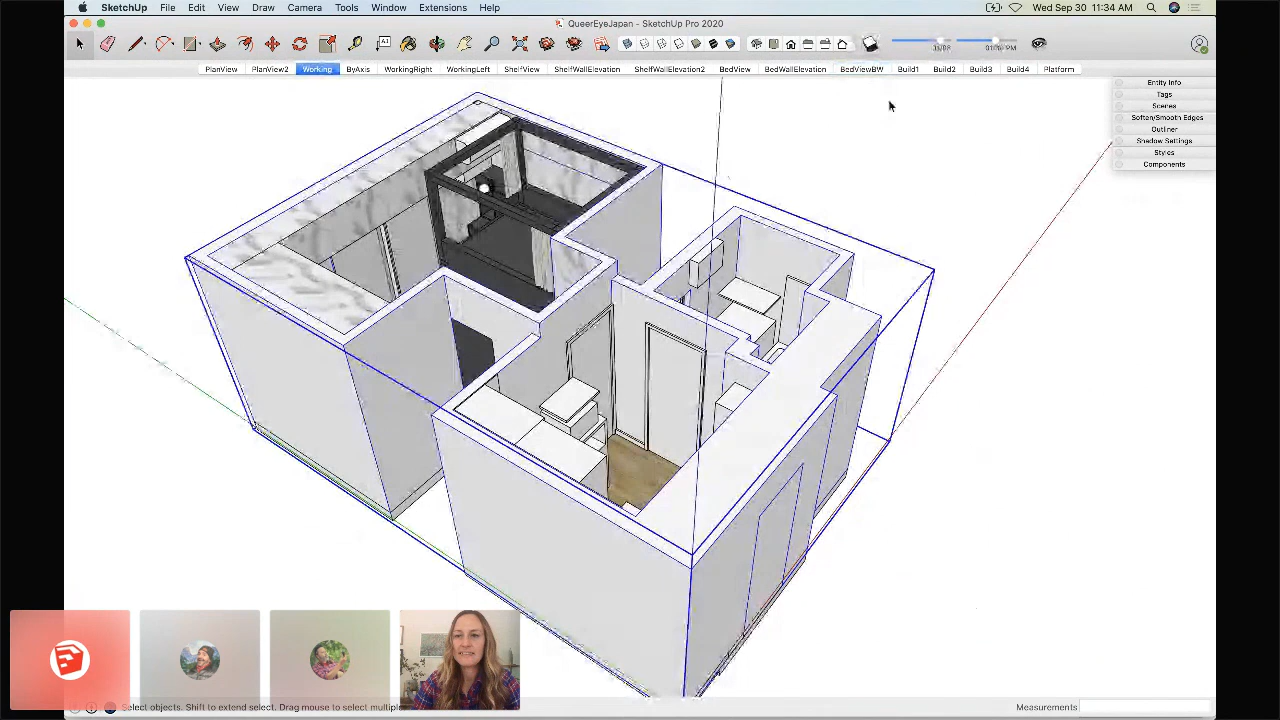 SketchUp File Edit View Draw Camera Tools Window Extensions Help Wed Sep 30 11:34 AM
QueerEyeJapan - SketchUp Pro 2020
PlanView PlanView2 Working ByAxis WorkingRight WorkingLeft ShelfView ShelfWallElevation ShelfWallElevation2 BedView BedWallElevation BedViewBW Build1 Build2 Build3 Build4 Platform
Entity Info
Tags
Scenes
Soften/Smooth Edges
Outliner
Shadow Settings
Styles
Components
Select objects. Shift to extend select. Drag mouse to select multiple
Measurements